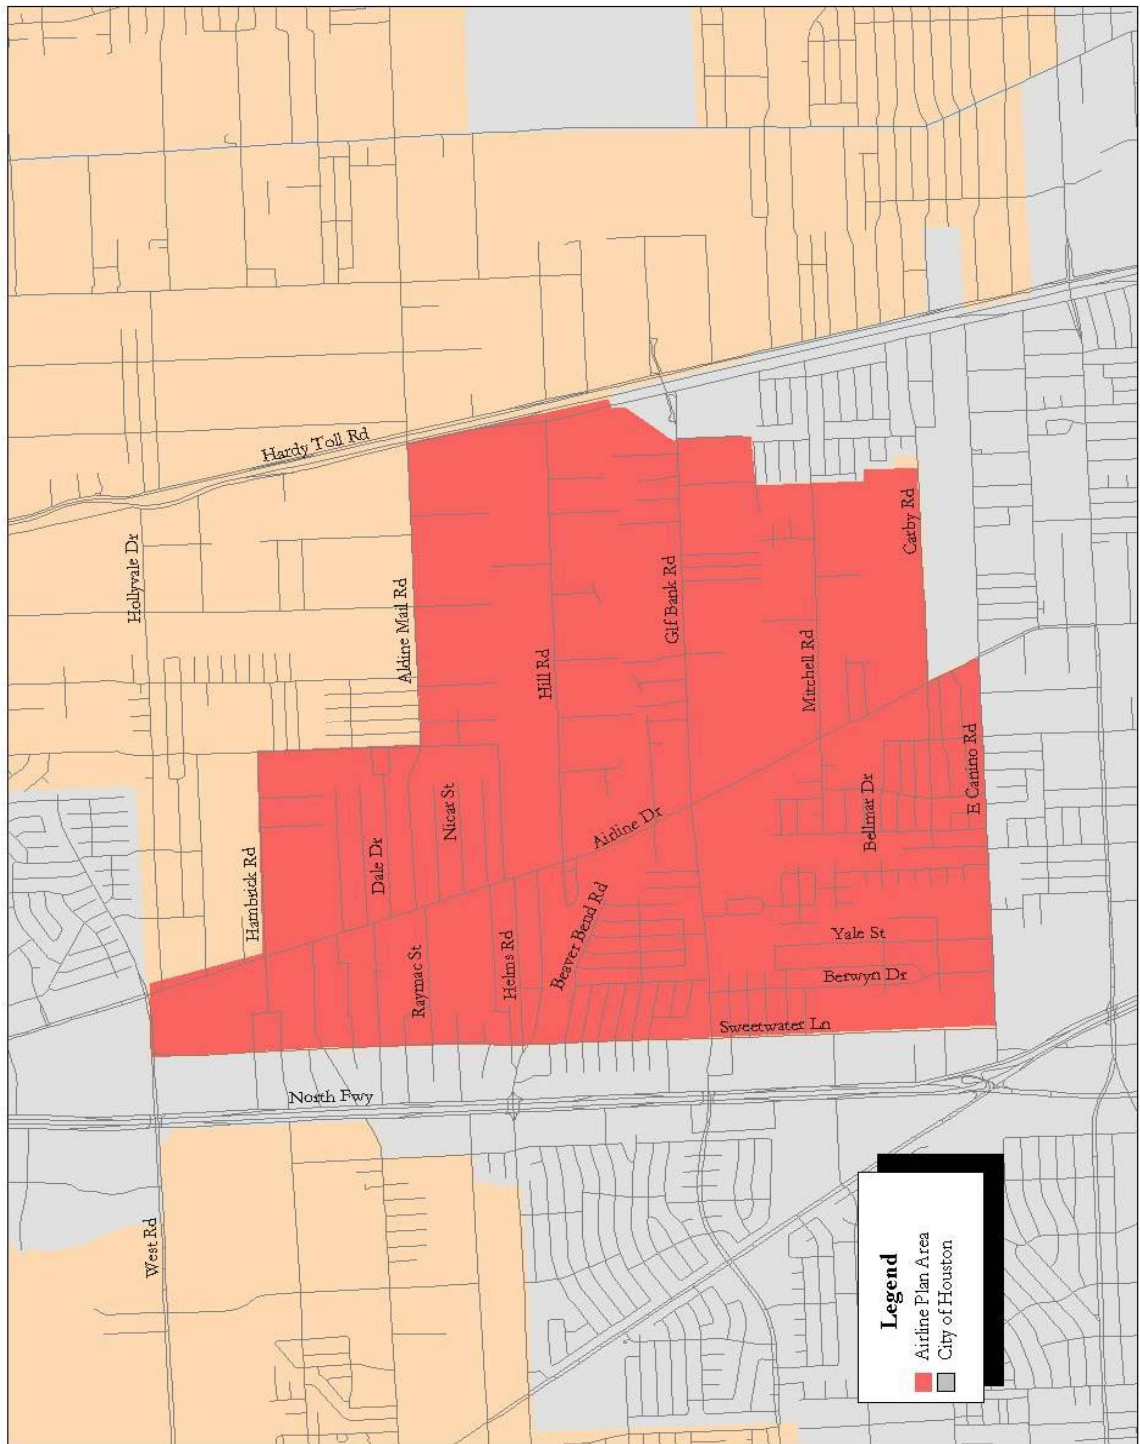 Hardy Toll Rd
Hollyvale Dr
Aldine Mail Rd
Hill Rd
Glf Bank Rd
Carby Rd
Mitchell Rd
E Canino Rd
Bellmar Dr
Airline Dr
Nicar St
Dale Dr
Hambrick Rd
Beaver Bend Rd
Helms Rd
Raymac St
Yale St
Berwyn Dr
Sweetwater Ln
North Fwy
West Rd
Legend
Airline Plan Area
City of Houston